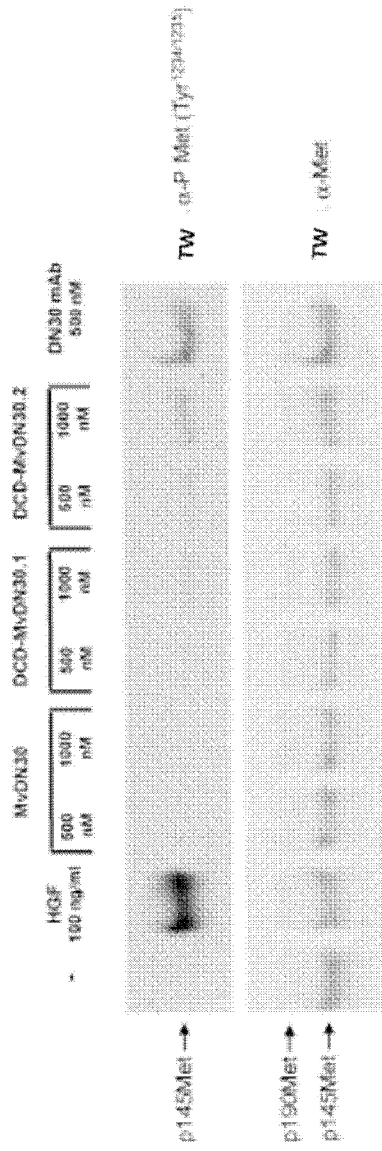 HGF MvDN30 DCD-MvDN30.1 DCD-MvDN30.2 DN30 mAb
- 100 ng/ml 500 nM 1000 nM 500 nM 1000 nM 500 nM 1000 nM 500 nM
p145Met→ TW : α-P Met (Tyr1234/1235)
p190Met→
p145Met→ TW : α-Met